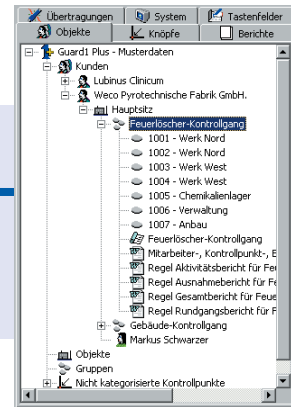 Übertragungen System Tastenfelder
Objekte Knöpfe Berichte
Guard1 Plus - Musterdaten
Kunden
Lubinus Clinicum
Weco Pyrotechnische Fabrik GmbH.
Hauptsitz
Feuerlöscher-Kontrollgang
1001 - Werk Nord
1002 - Werk Nord
1003 - Werk West
1004 - Werk West
1005 - Chemikalienlager
1006 - Verwaltung
1007 - Anbau
Feuerlöscher-Kontrollgang
Mitarbeiter-, Kontrollpunkt-, E
Regel Aktivitätsbericht für Feu
Regel Ausnahmebericht für F
Regel Gesamtbericht für Feue
Regel Rundgangsbericht für F
Gebäude-Kontrollgang
Markus Schwarzer
Objekte
Gruppen
Nicht kategorisierte Kontrollpunkte